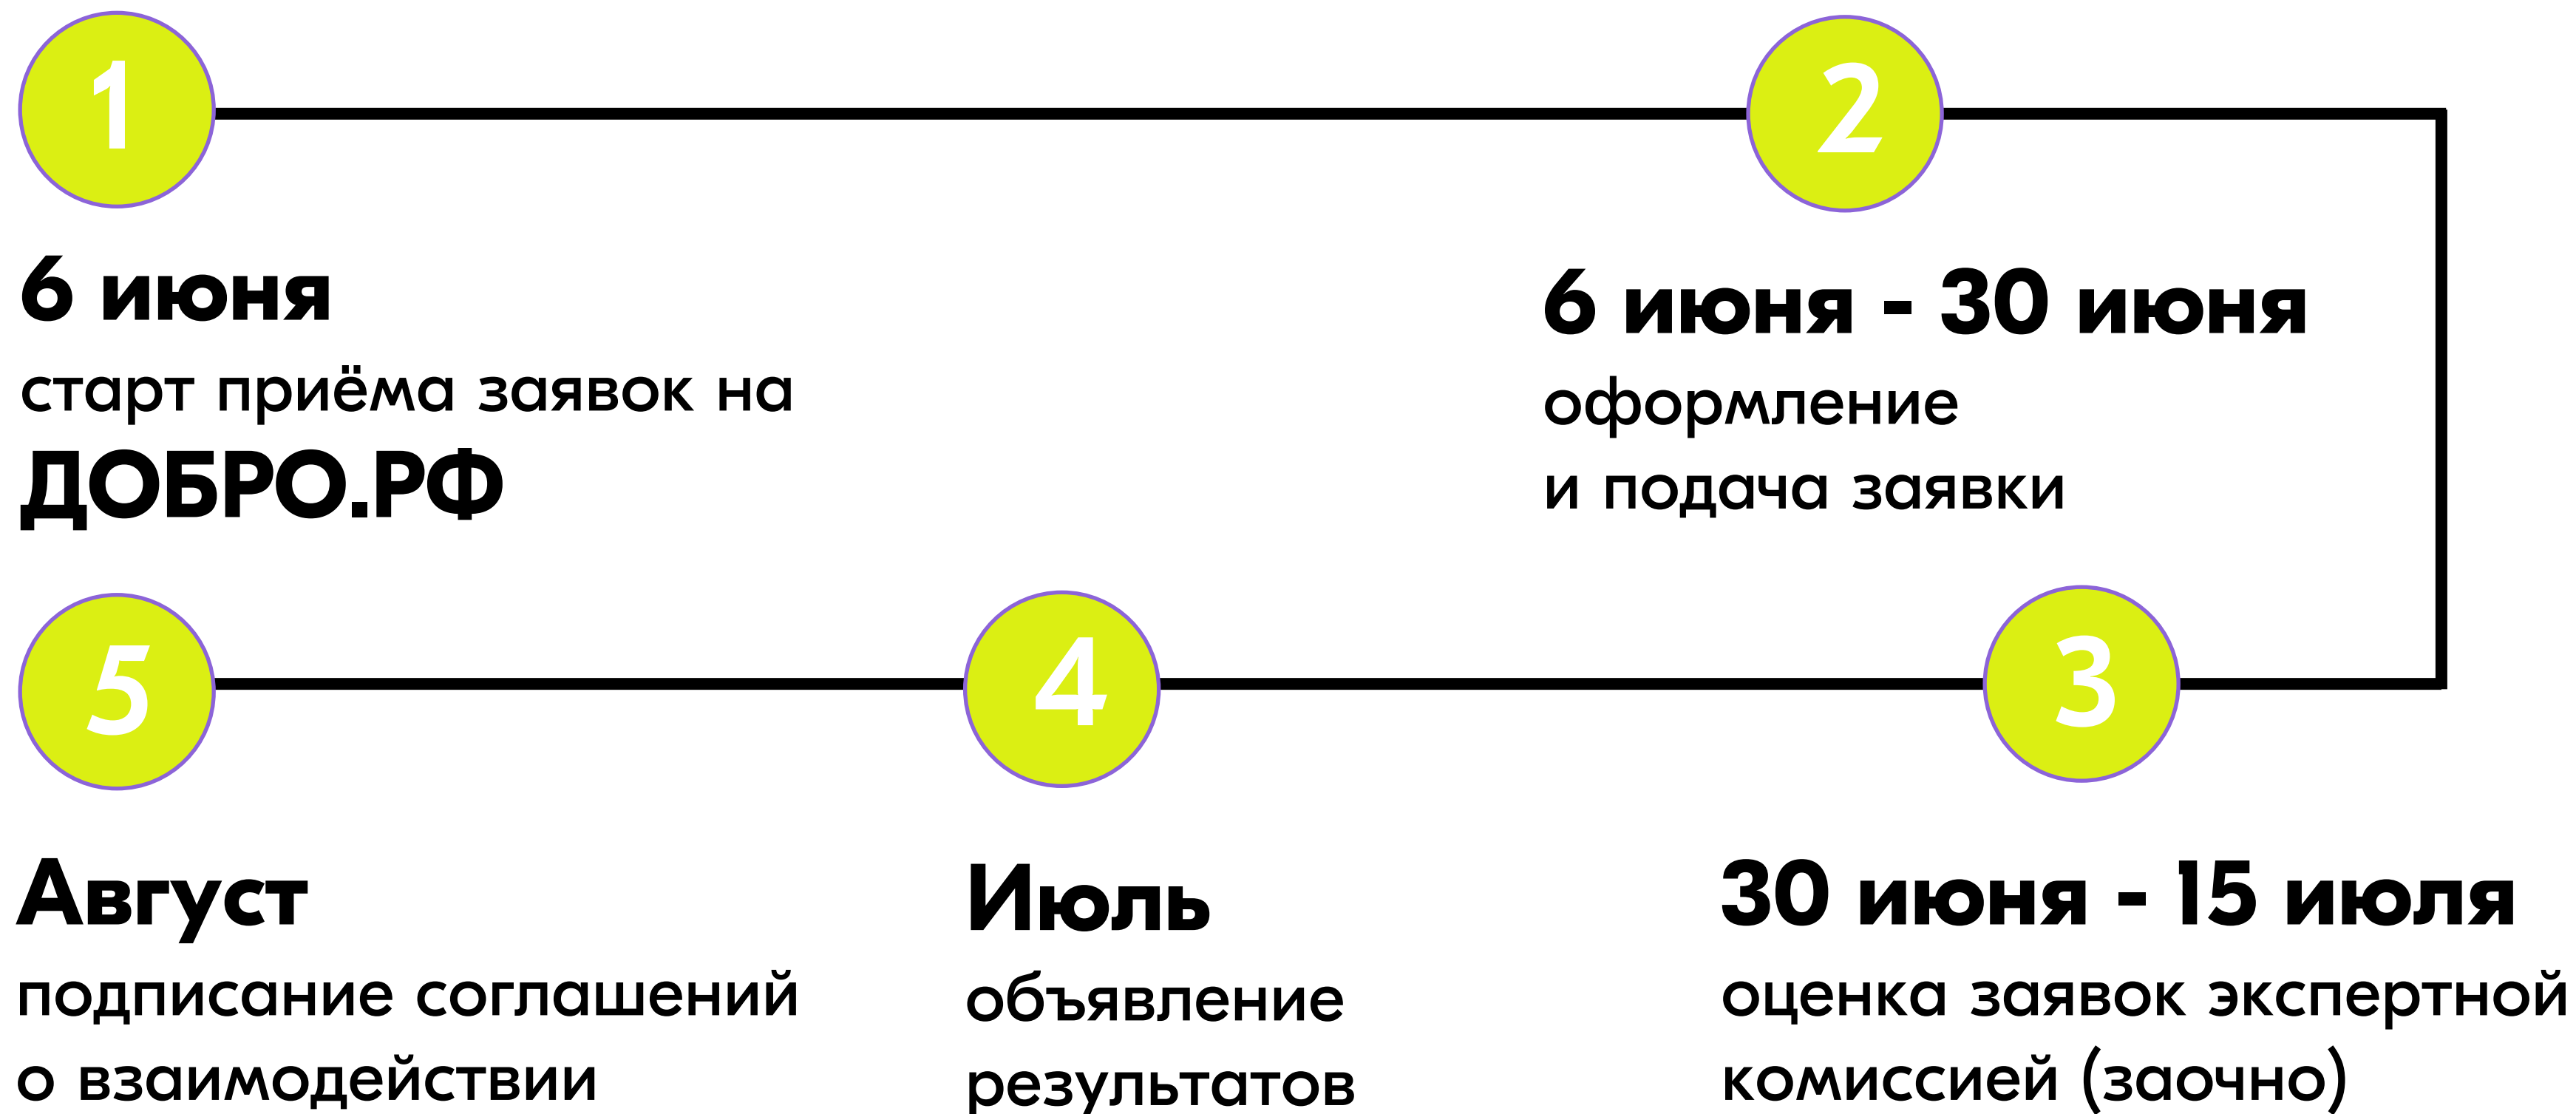 1
6 июня
старт приёма заявок на
ДОБРО.РФ
2
6 июня - 30 июня
оформление
и подача заявки
3
30 июня - 15 июля
оценка заявок экспертной
комиссией (заочно)
4
Июль
объявление
результатов
5
Август
подписание соглашений
о взаимодействии